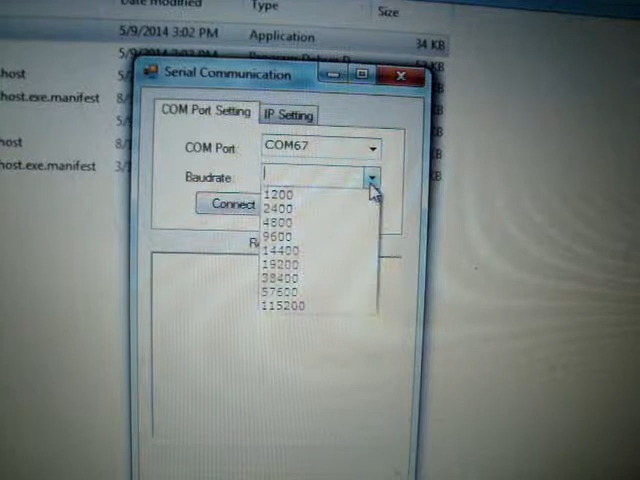 Date modified Type Size
5/9/2014 3:02 PM Application 34 KB
Serial Communication
host
host.exe.manifest
COM Port Setting IP Setting
host
host.exe.manifest
COM Port: COM67
Baudrate:
Connect
1200
2400
4800
9600
14400
19200
38400
57600
115200